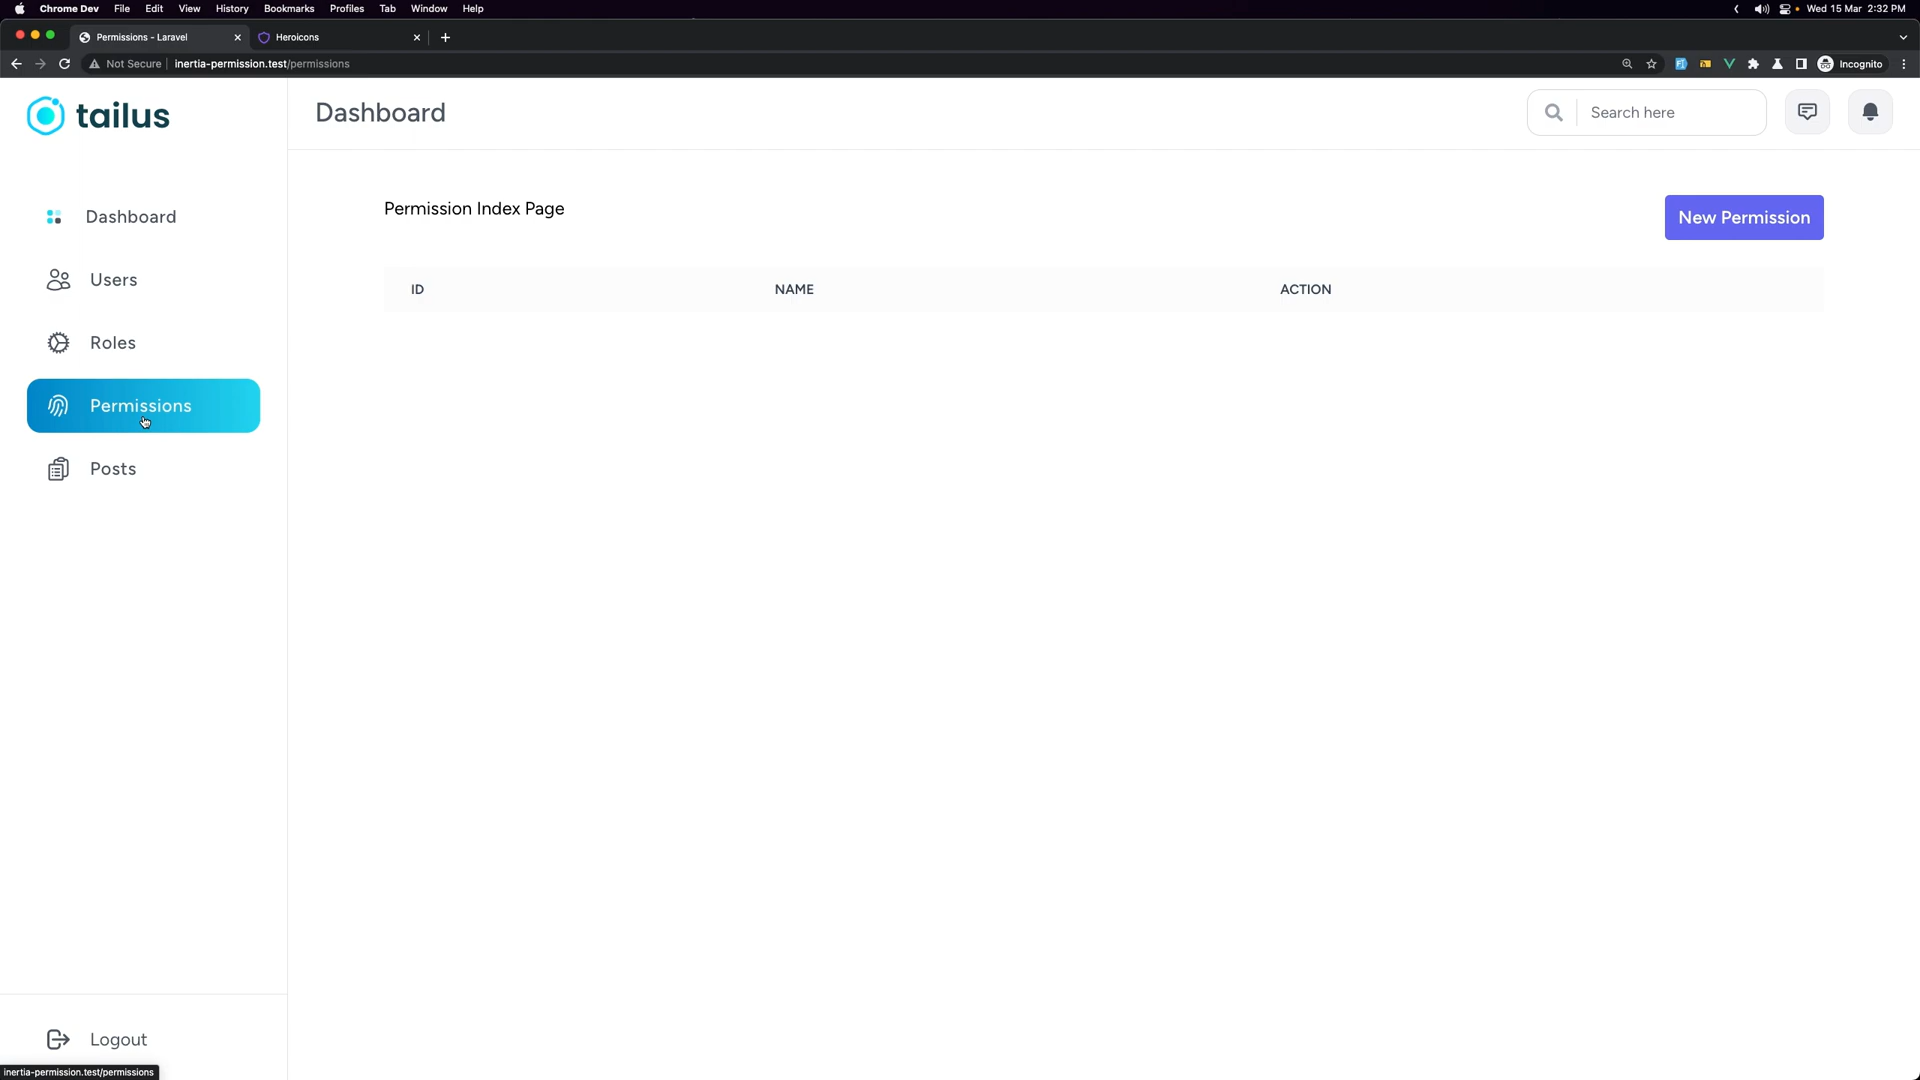 Chrome Dev File Edit View History Bookmarks Profiles Tab Window Help Wed 15 Mar 2:32 PM
Permissions - Laravel Heroicons
Not Secure inertia-permission.test/permissions Incognito
tailus
Dashboard
Search here
Dashboard
Users
Roles
Permissions
Posts
Logout
Permission Index Page
New Permission
ID NAME ACTION
inertia-permission.test/permissions